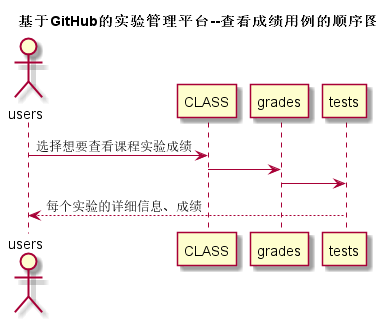 基于GitHub的实验管理平台--查看成绩用例的顺序图
users
CLASS
grades
tests
选择想要查看课程实验成绩
每个实验的详细信息、成绩
users
CLASS
grades
tests